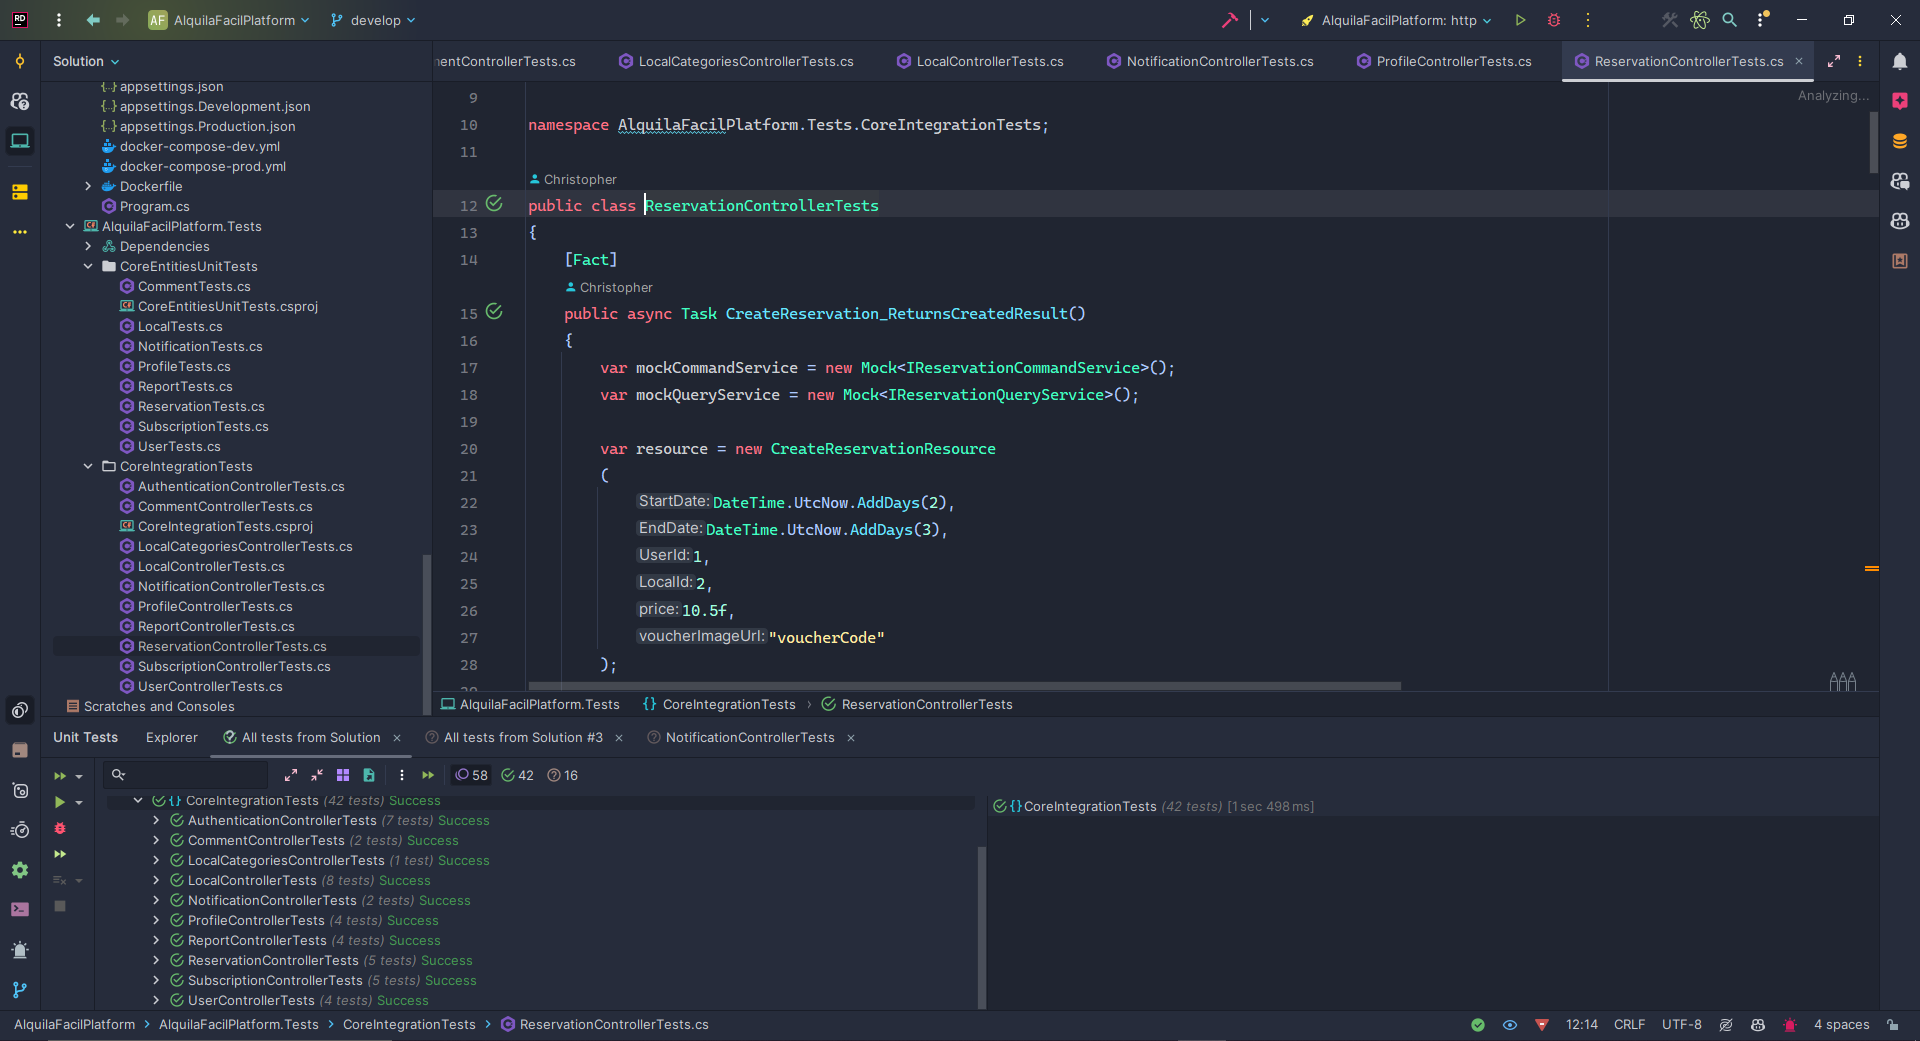 RD
AF AlquilaFacilPlatform
develop
AlquilaFacilPlatform: http
Solution
appsettings.json
appsettings.Development.json
appsettings.Production.json
docker-compose-dev.yml
docker-compose-prod.yml
Dockerfile
Program.cs
AlquilaFacilPlatform.Tests
Dependencies
CoreEntitiesUnitTests
CommentTests.cs
CoreEntitiesUnitTests.csproj
LocalTests.cs
NotificationTests.cs
ProfileTests.cs
ReportTests.cs
ReservationTests.cs
SubscriptionTests.cs
UserTests.cs
CoreIntegrationTests
AuthenticationControllerTests.cs
CommentControllerTests.cs
CoreIntegrationTests.csproj
LocalCategoriesControllerTests.cs
LocalControllerTests.cs
NotificationControllerTests.cs
ProfileControllerTests.cs
ReportControllerTests.cs
ReservationControllerTests.cs
SubscriptionControllerTests.cs
UserControllerTests.cs
Scratches and Consoles
mentControllerTests.cs LocalCategoriesControllerTests.cs LocalControllerTests.cs NotificationControllerTests.cs ProfileControllerTests.cs ReservationControllerTests.cs
Analyzing...
9
10 namespace AlquilaFacilPlatform.Tests.CoreIntegrationTests;
11
Christopher
12 public class ReservationControllerTests
13 {
14 [Fact]
Christopher
15 public async Task CreateReservation_ReturnsCreatedResult()
16 {
17 var mockCommandService = new Mock<IReservationCommandService>();
18 var mockQueryService = new Mock<IReservationQueryService>();
19
20 var resource = new CreateReservationResource
21 (
22 StartDate: DateTime.UtcNow.AddDays(2),
23 EndDate: DateTime.UtcNow.AddDays(3),
24 UserId: 1,
25 LocalId: 2,
26 price: 10.5f,
27 voucherImageUrl: "voucherCode"
28 );
29
AlquilaFacilPlatform.Tests {} CoreIntegrationTests › ReservationControllerTests
Unit Tests Explorer All tests from Solution All tests from Solution #3 NotificationControllerTests
58 42 16
CoreIntegrationTests (42 tests) Success
AuthenticationControllerTests (7 tests) Success
CommentControllerTests (2 tests) Success
LocalCategoriesControllerTests (1 test) Success
LocalControllerTests (8 tests) Success
NotificationControllerTests (2 tests) Success
ProfileControllerTests (4 tests) Success
ReportControllerTests (4 tests) Success
ReservationControllerTests (5 tests) Success
SubscriptionControllerTests (5 tests) Success
UserControllerTests (4 tests) Success
{} CoreIntegrationTests (42 tests) [1 sec 498 ms]
AlquilaFacilPlatform › AlquilaFacilPlatform.Tests › CoreIntegrationTests › ReservationControllerTests.cs
12:14 CRLF UTF-8 4 spaces